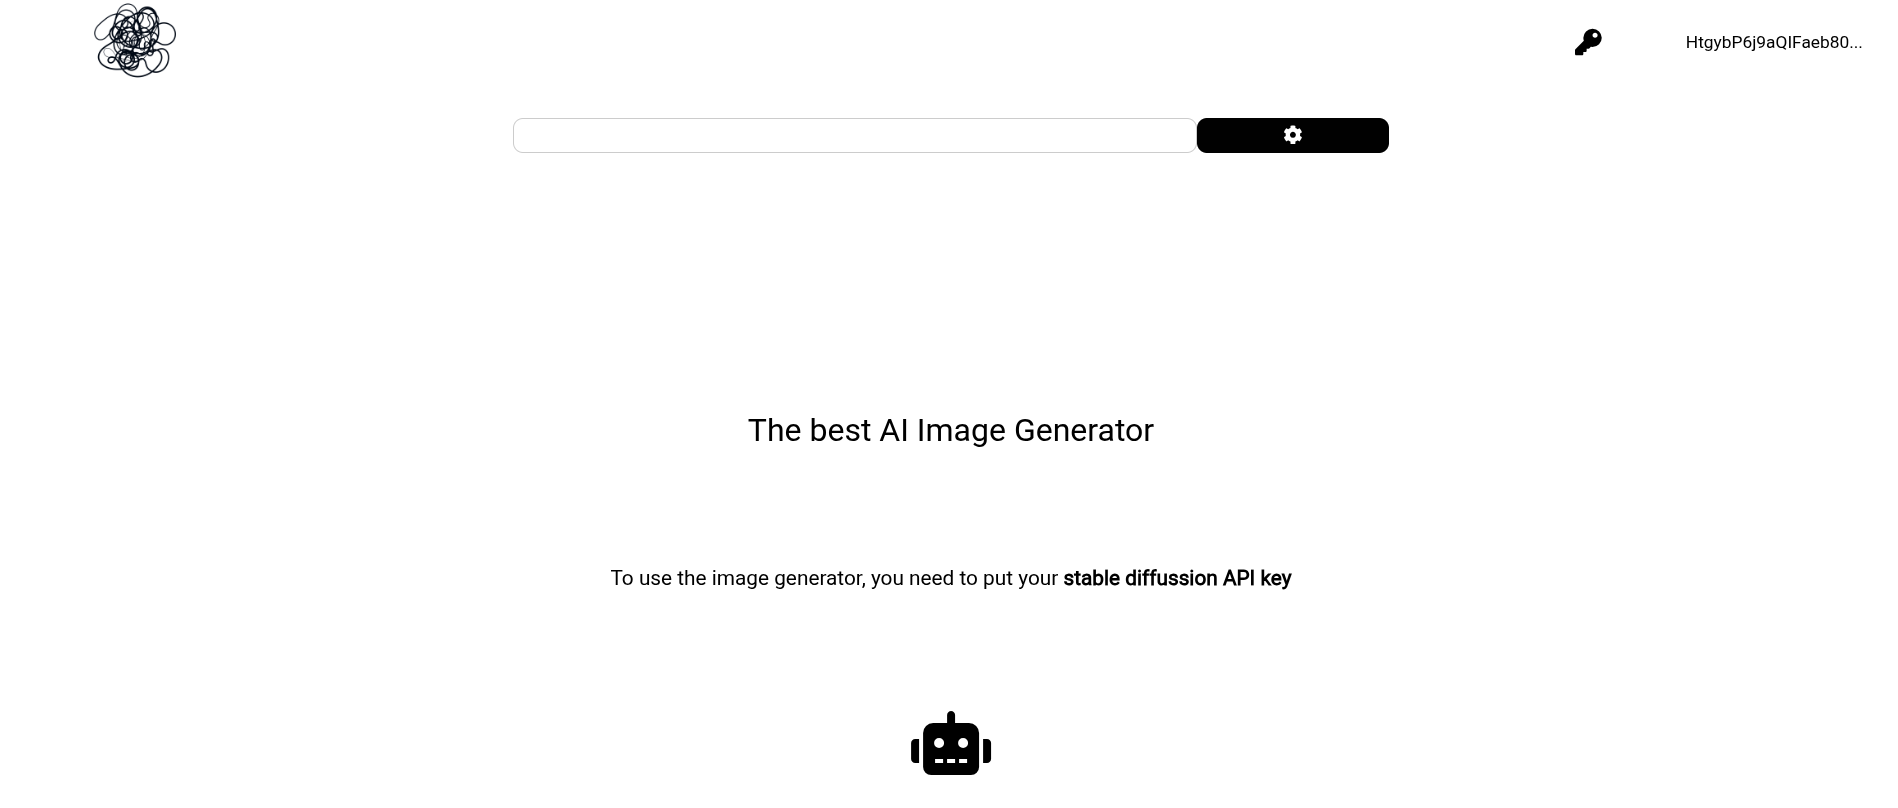 HtgybP6j9aQIFaeb80...
The best AI Image Generator
To use the image generator, you need to put your stable diffussion API key